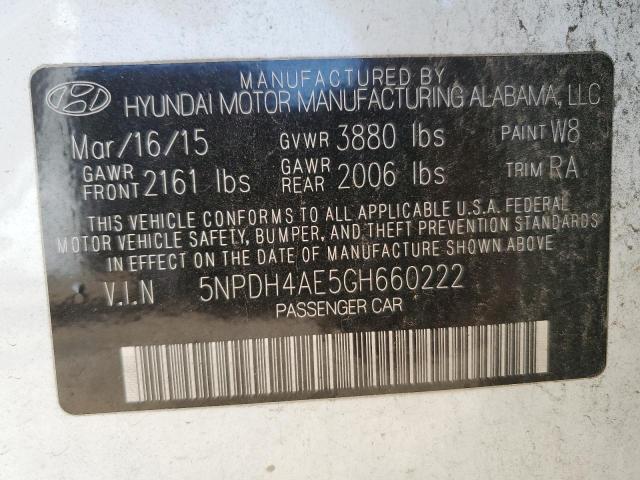 MANUFACTURED BY
HYUNDAI MOTOR MANUFACTURING ALABAMA, LLC
Mar/16/15 GVWR 3880 lbs PAINT W8
GAWR FRONT 2161 lbs GAWR REAR 2006 lbs TRIM RA
THIS VEHICLE CONFORMS TO ALL APPLICABLE U.S.A. FEDERAL
MOTOR VEHICLE SAFETY, BUMPER, AND THEFT PREVENTION STANDARDS
IN EFFECT ON THE DATE OF MANUFACTURE SHOWN ABOVE
V.I.N 5NPDH4AE5GH660222
PASSENGER CAR